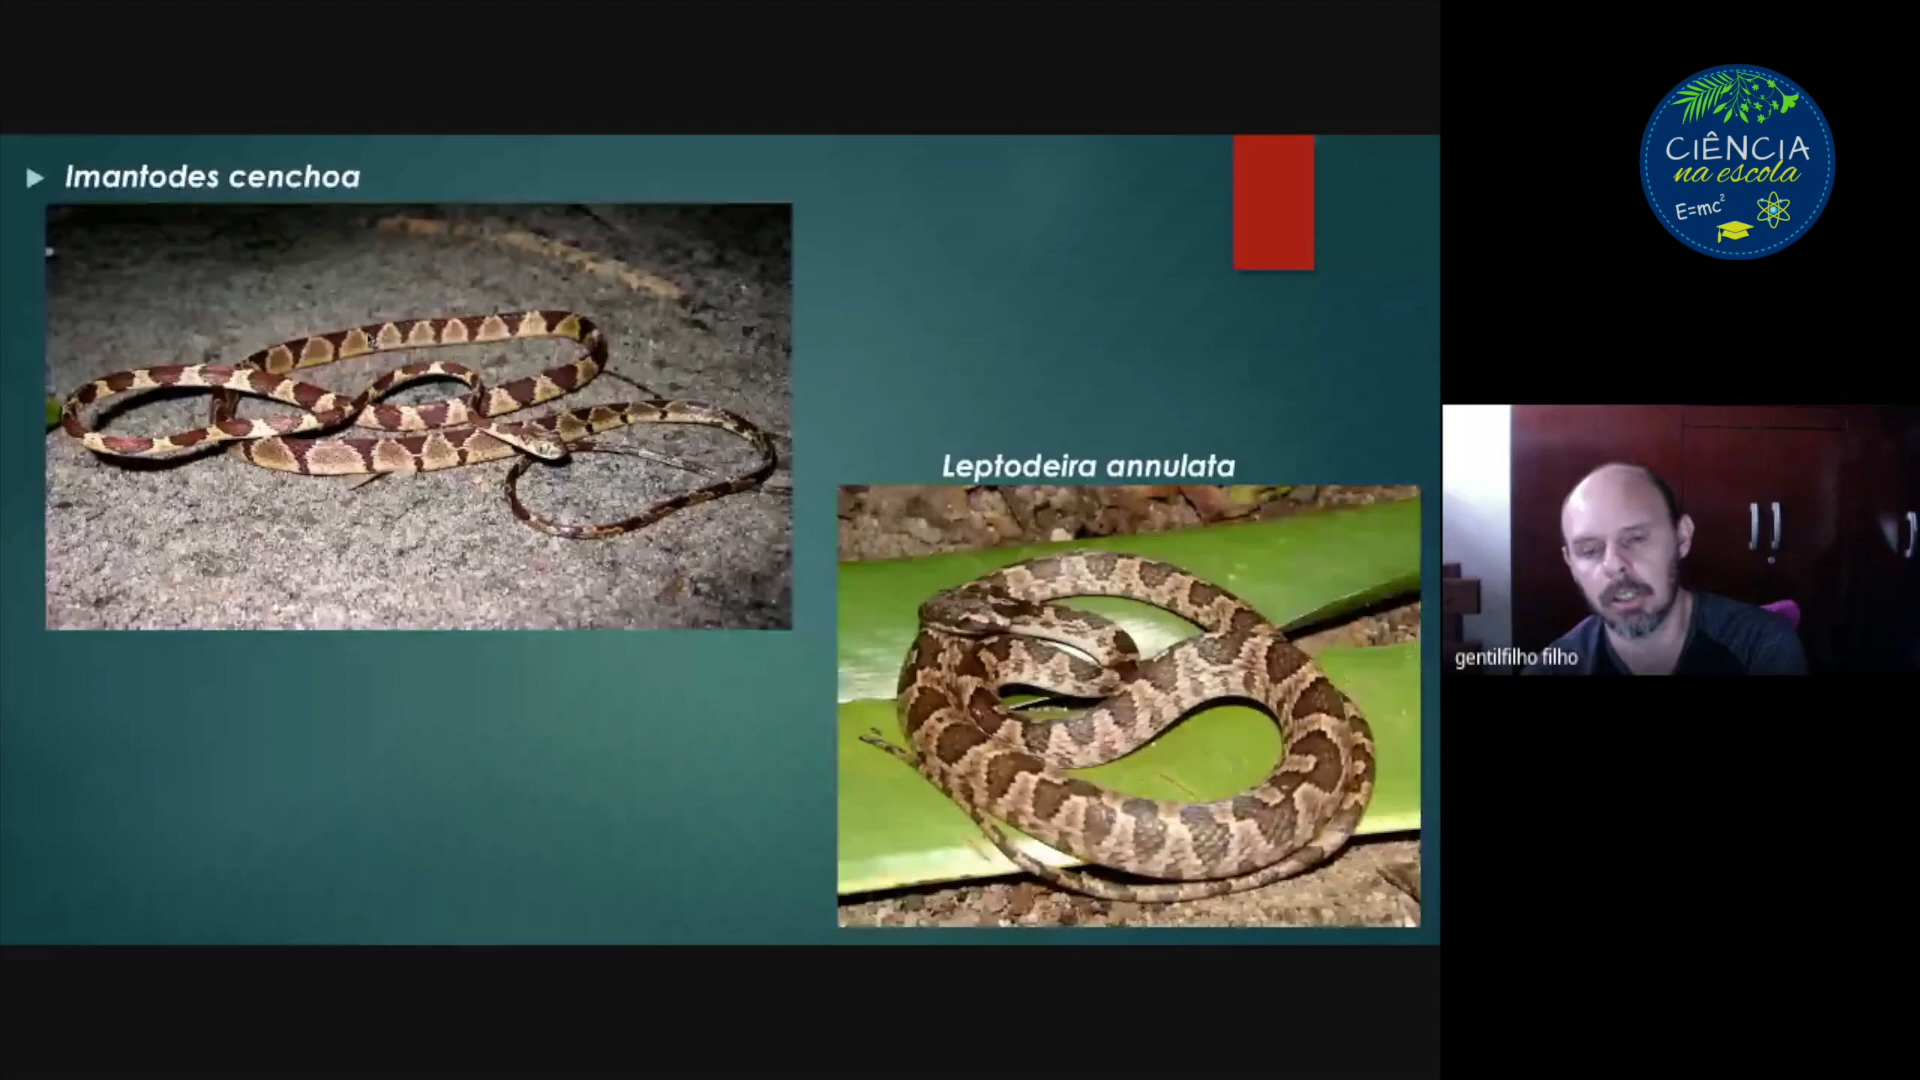 Imantodes cenchoa
Leptodeira annulata
CIÊNCIA
na escola
E=mc²
gentilfilho filho